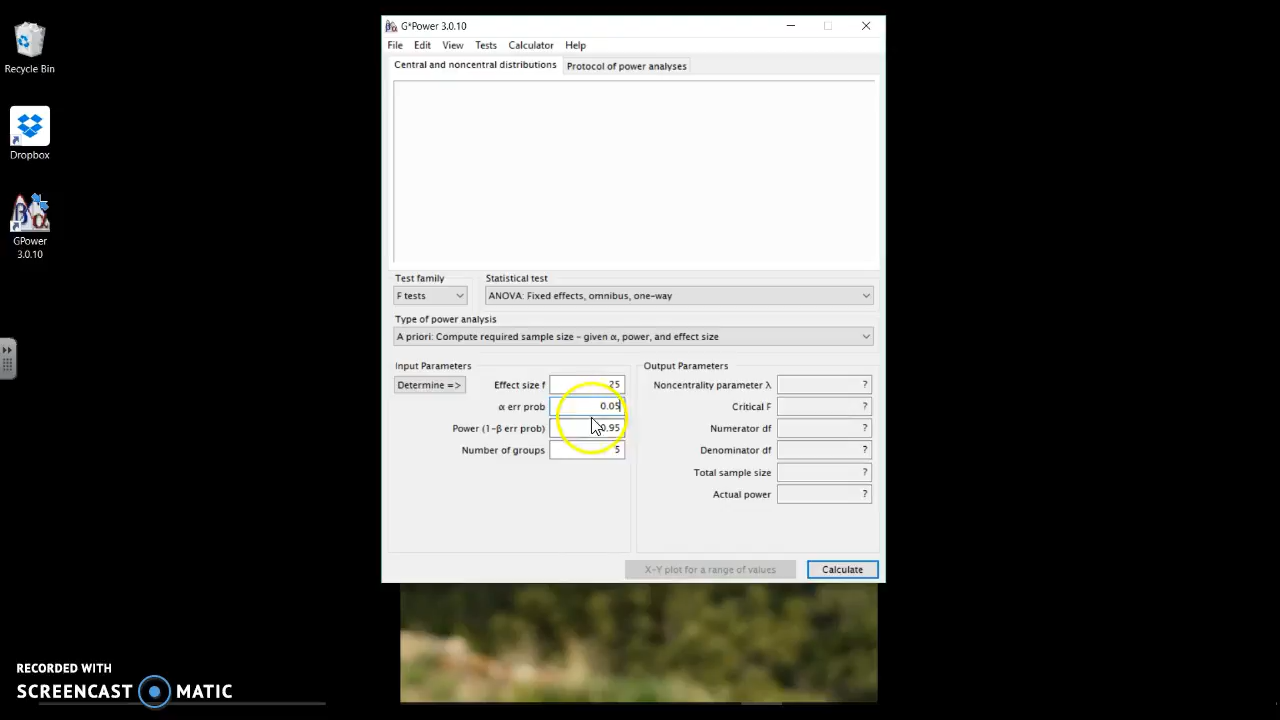 G*Power 3.0.10
File Edit View Tests Calculator Help
Central and noncentral distributions Protocol of power analyses
Recycle Bin
Dropbox
GPower
3.0.10
Test family Statistical test
F tests ANOVA: Fixed effects, omnibus, one-way
Type of power analysis
A priori: Compute required sample size - given α, power, and effect size
Input Parameters Output Parameters
Determine => Effect size f 25 Noncentrality parameter λ ?
α err prob 0.05 Critical F ?
Power (1-β err prob) 0.95 Numerator df ?
Number of groups 5 Denominator df ?
Total sample size ?
Actual power ?
X-Y plot for a range of values Calculate
RECORDED WITH
SCREENCAST MATIC